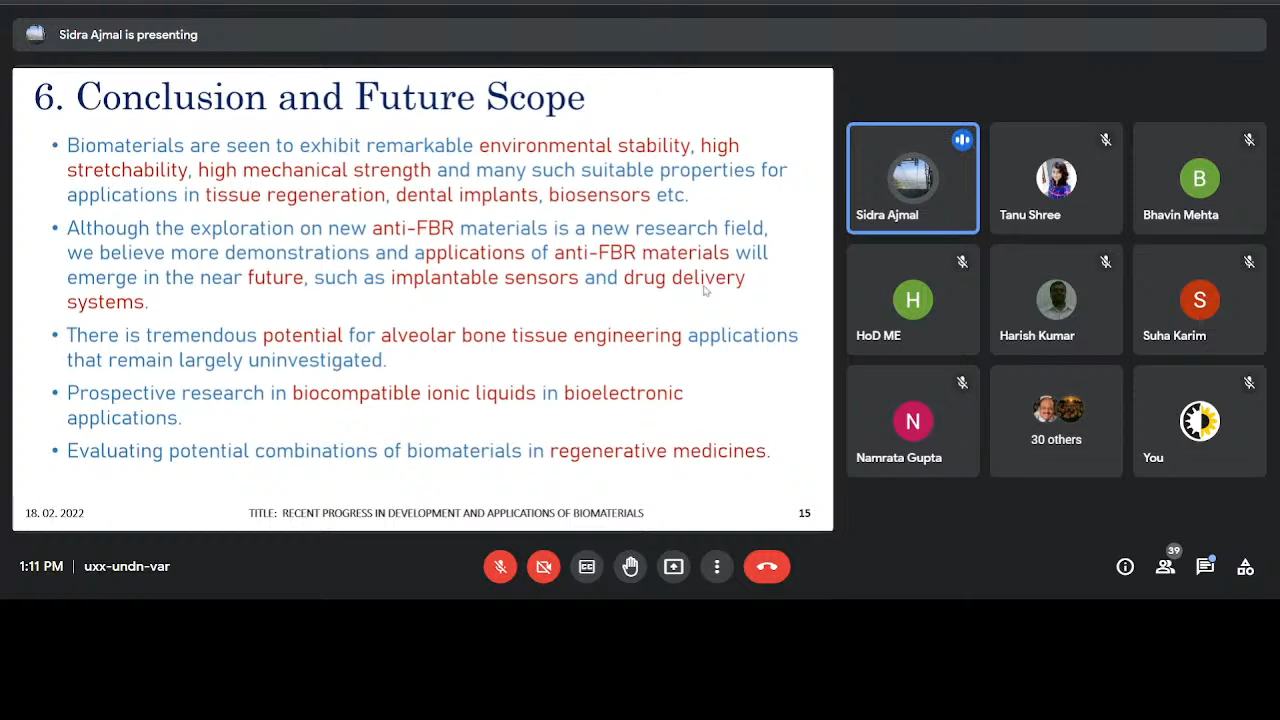 Sidra Ajmal is presenting
6. Conclusion and Future Scope
• Biomaterials are seen to exhibit remarkable environmental stability, high
stretchability, high mechanical strength and many such suitable properties for
applications in tissue regeneration, dental implants, biosensors etc.
• Although the exploration on new anti-FBR materials is a new research field,
we believe more demonstrations and applications of anti-FBR materials will
emerge in the near future, such as implantable sensors and drug delivery
systems.
• There is tremendous potential for alveolar bone tissue engineering applications
that remain largely uninvestigated.
• Prospective research in biocompatible ionic liquids in bioelectronic
applications.
• Evaluating potential combinations of biomaterials in regenerative medicines.
18. 02. 2022
TITLE: RECENT PROGRESS IN DEVELOPMENT AND APPLICATIONS OF BIOMATERIALS
15
Sidra Ajmal
Tanu Shree
B
Bhavin Mehta
H
HoD ME
Harish Kumar
S
Suha Karim
N
Namrata Gupta
30 others
You
1:11 PM | uxx-undn-var
39